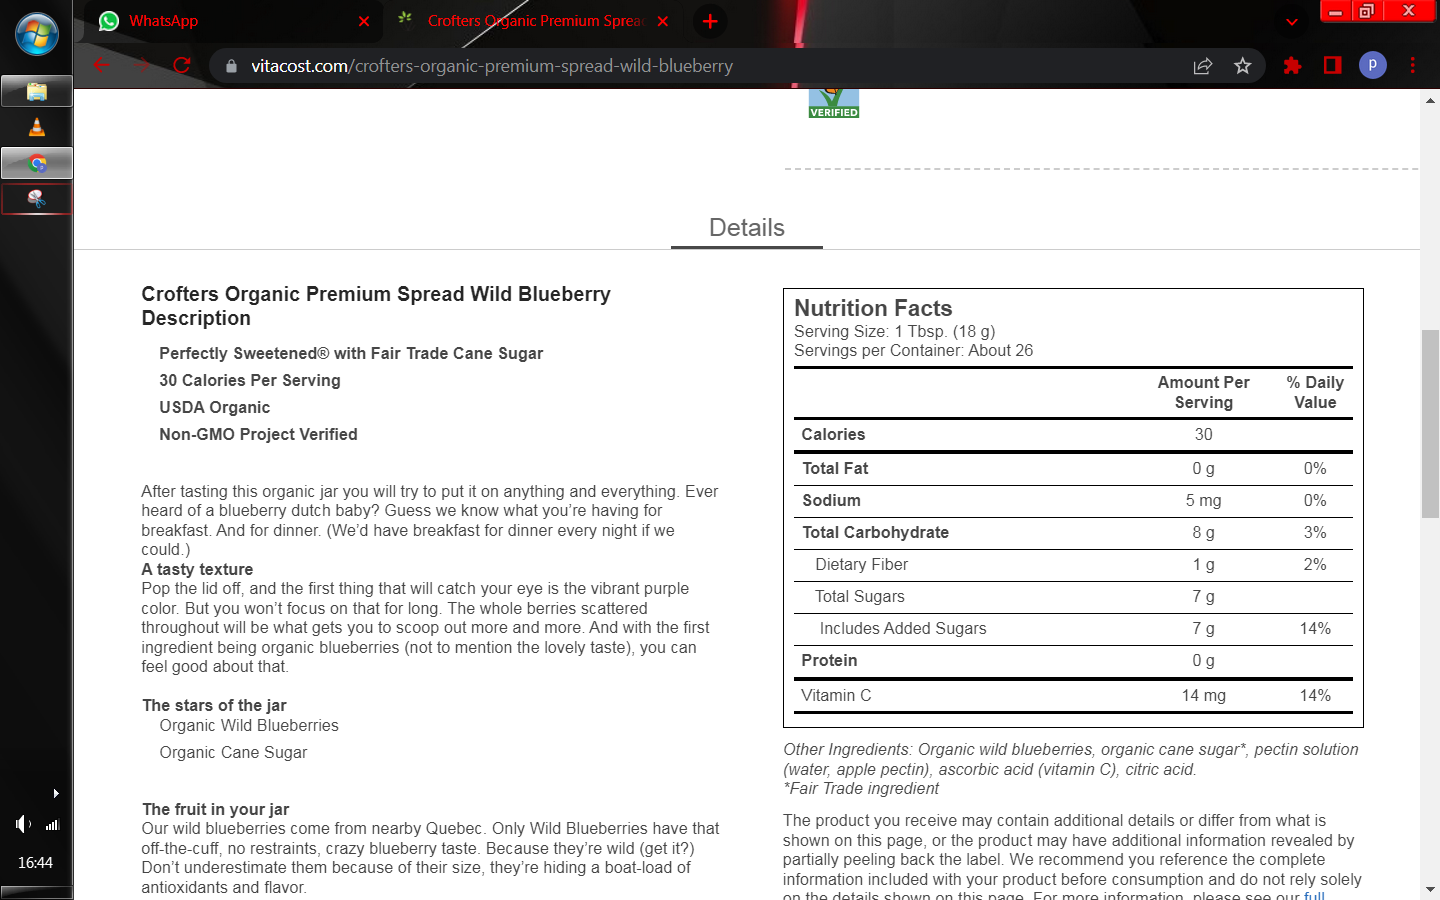 WhatsApp
Crofters Organic Premium Sprea
vitacost.com/crofters-organic-premium-spread-wild-blueberry
p
VERIFIED
Details
Crofters Organic Premium Spread Wild Blueberry
Description
Perfectly Sweetened® with Fair Trade Cane Sugar
30 Calories Per Serving
USDA Organic
Non-GMO Project Verified
After tasting this organic jar you will try to put it on anything and everything. Ever
heard of a blueberry dutch baby? Guess we know what you’re having for
breakfast. And for dinner. (We’d have breakfast for dinner every night if we
could.)
A tasty texture
Pop the lid off, and the first thing that will catch your eye is the vibrant purple
color. But you won’t focus on that for long. The whole berries scattered
throughout will be what gets you to scoop out more and more. And with the first
ingredient being organic blueberries (not to mention the lovely taste), you can
feel good about that.
The stars of the jar
Organic Wild Blueberries
Organic Cane Sugar
The fruit in your jar
Our wild blueberries come from nearby Quebec. Only Wild Blueberries have that
off-the-cuff, no restraints, crazy blueberry taste. Because they’re wild (get it?)
Don’t underestimate them because of their size, they’re hiding a boat-load of
antioxidants and flavor.
Nutrition Facts
Serving Size: 1 Tbsp. (18 g)
Servings per Container: About 26
Amount Per Serving % Daily Value
Calories 30
Total Fat 0 g 0%
Sodium 5 mg 0%
Total Carbohydrate 8 g 3%
Dietary Fiber 1 g 2%
Total Sugars 7 g
Includes Added Sugars 7 g 14%
Protein 0 g
Vitamin C 14 mg 14%
Other Ingredients: Organic wild blueberries, organic cane sugar*, pectin solution
(water, apple pectin), ascorbic acid (vitamin C), citric acid.
*Fair Trade ingredient
The product you receive may contain additional details or differ from what is
shown on this page, or the product may have additional information revealed by
partially peeling back the label. We recommend you reference the complete
information included with your product before consumption and do not rely solely
on the details shown on this page. For more information, please see our full
16:44